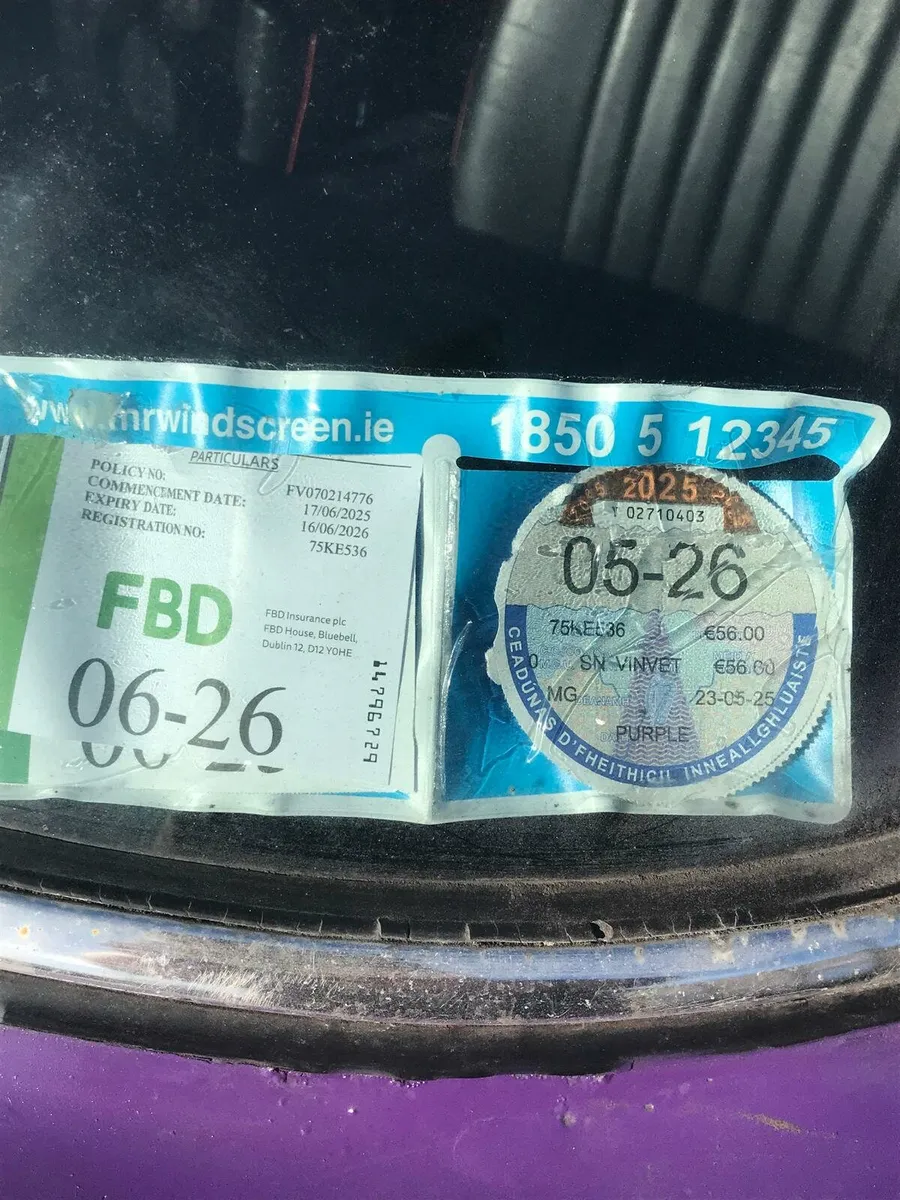 www.mrwindscreen.ie
1850 5 12345
PARTICULARS
POLICY NO: FV070214776
COMMENCEMENT DATE: 17/06/2025
EXPIRY DATE: 16/06/2026
REGISTRATION NO: 75KE536
FBD
FBD Insurance plc
FBD House, Bluebell,
Dublin 12, D12 Y0HE
06-26
14796729
2025
02710403
05-26
75KE536 €56.00
0 SN VINVET €56.00
MG 23-05-25
PURPLE
CEADÚNAS D'FHEITHICIL INNEALLGHLUAISTE